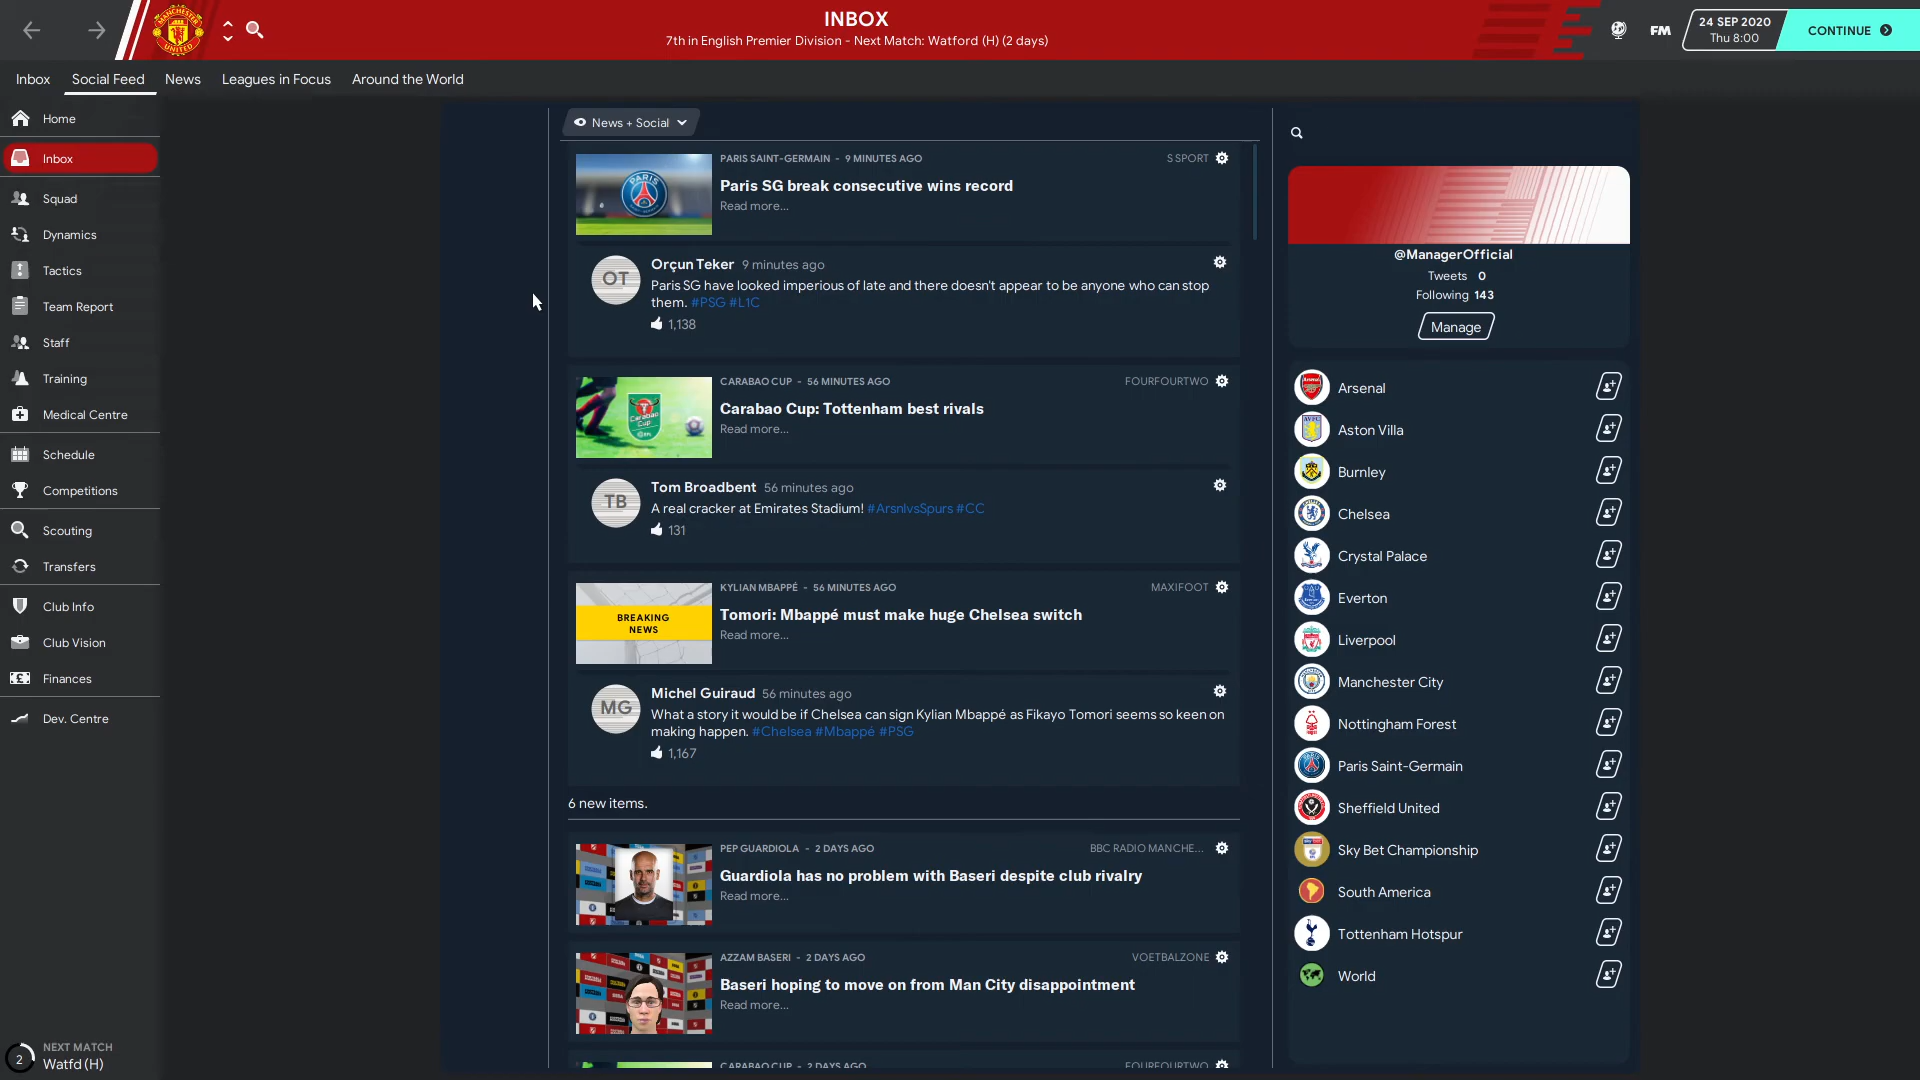 INBOX
7th in English Premier Division - Next Match: Watford (H) (2 days)
FM
24 SEP 2020
Thu 8:00
CONTINUE
Inbox
Social Feed
News
Leagues in Focus
Around the World
Home
Inbox
Squad
Dynamics
Tactics
Team Report
Staff
Training
Medical Centre
Schedule
Competitions
Scouting
Transfers
Club Info
Club Vision
Finances
Dev. Centre
2
NEXT MATCH
Watfd (H)
News + Social
PARIS SAINT-GERMAIN - 9 MINUTES AGO
S SPORT
Paris SG break consecutive wins record
Read more...
OT
Orçun Teker 9 minutes ago
Paris SG have looked imperious of late and there doesn't appear to be anyone who can stop
them. #PSG #L1C
1,138
CARABAO CUP - 56 MINUTES AGO
FOURFOURTWO
Carabao Cup: Tottenham best rivals
Read more...
TB
Tom Broadbent 56 minutes ago
A real cracker at Emirates Stadium! #ArsnlvsSpurs #CC
131
KYLIAN MBAPPÉ - 56 MINUTES AGO
MAXIFOOT
BREAKING
NEWS
Tomori: Mbappé must make huge Chelsea switch
Read more...
MG
Michel Guiraud 56 minutes ago
What a story it would be if Chelsea can sign Kylian Mbappé as Fikayo Tomori seems so keen on
making happen. #Chelsea #Mbappé #PSG
1,167
6 new items.
PEP GUARDIOLA - 2 DAYS AGO
BBC RADIO MANCHE...
Guardiola has no problem with Baseri despite club rivalry
Read more...
AZZAM BASERI - 2 DAYS AGO
VOETBALZONE
Baseri hoping to move on from Man City disappointment
Read more...
CARABAO CUP - 2 DAYS AGO
FOURFOURTWO
@ManagerOfficial
Tweets 0
Following 143
Manage
Arsenal
Aston Villa
Burnley
Chelsea
Crystal Palace
Everton
Liverpool
Manchester City
Nottingham Forest
Paris Saint-Germain
Sheffield United
Sky Bet Championship
South America
Tottenham Hotspur
World